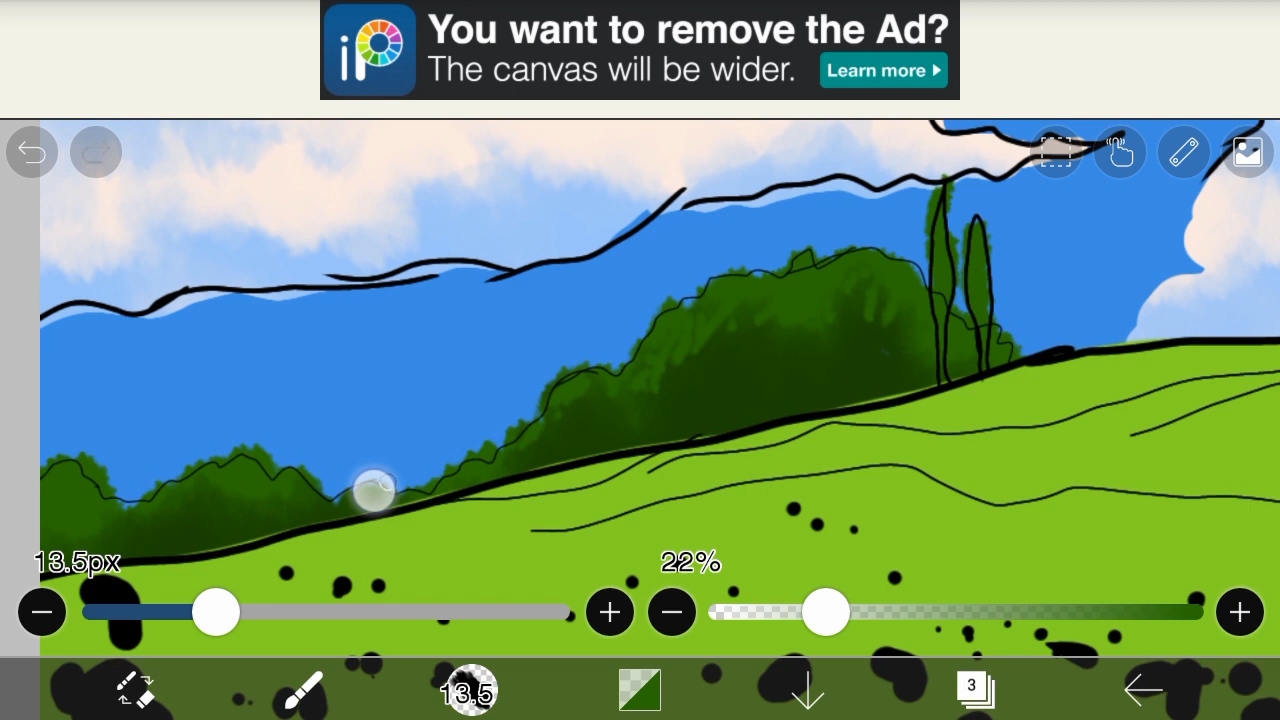 iP
You want to remove the Ad?
The canvas will be wider.
Learn more
13.5px
22%
13.5
3